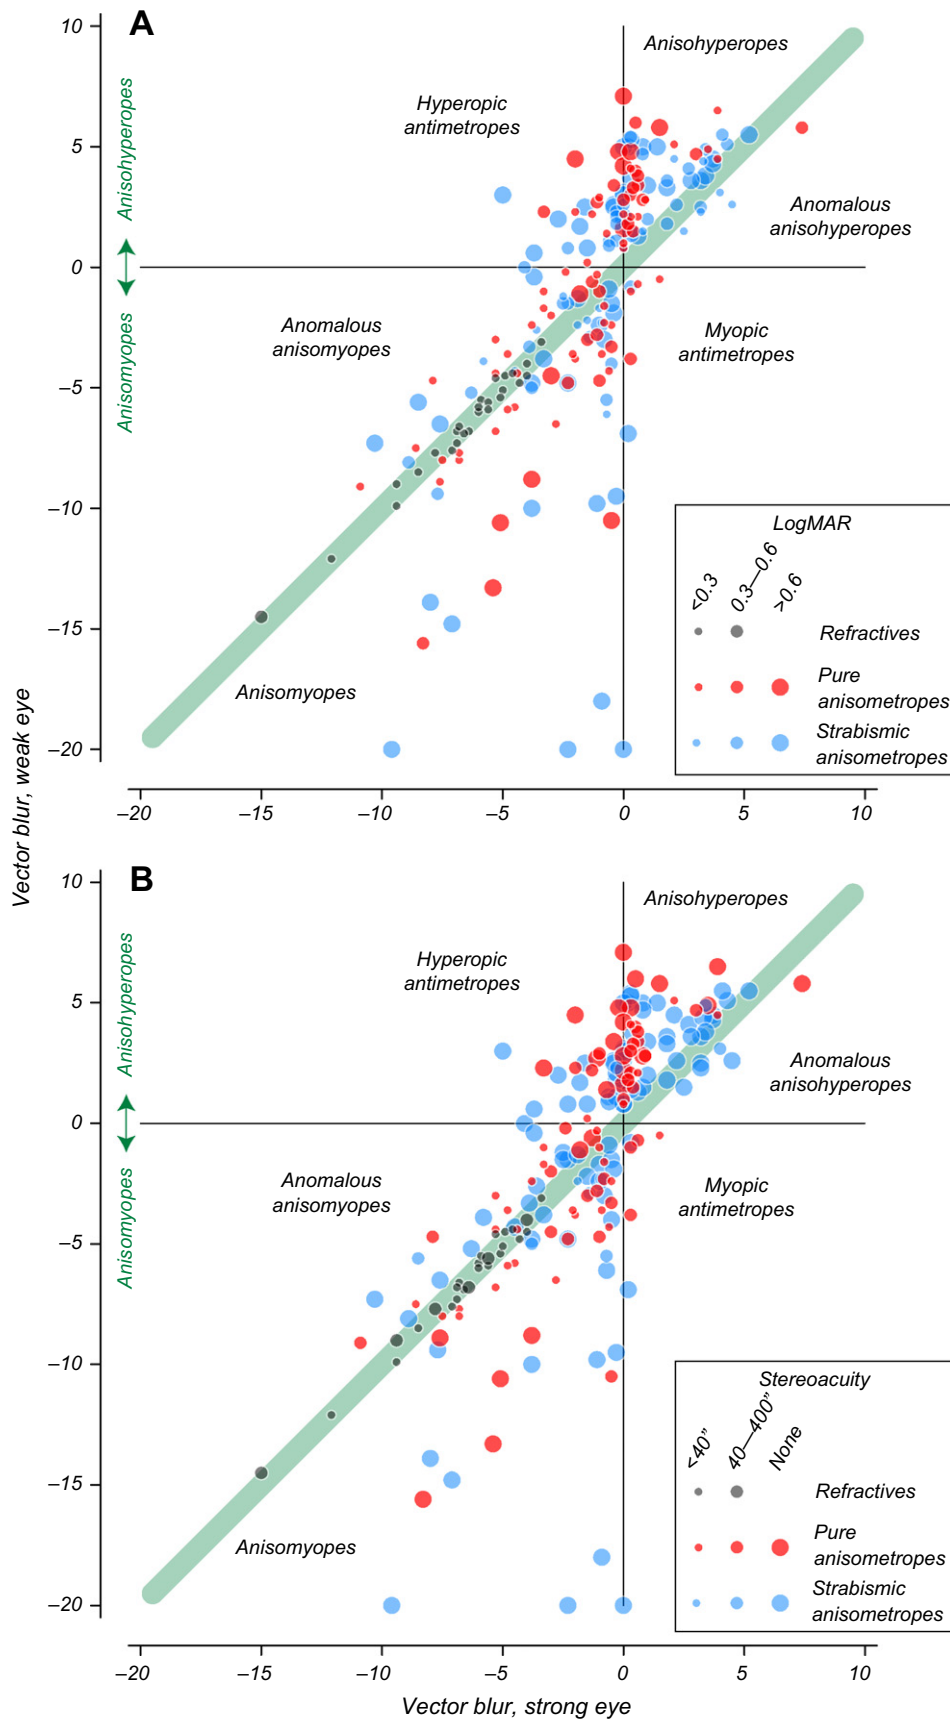 A
10
5
0
–5
–10
–15
–20
Anisohyperopes
Anisomyopes
Anisohyperopes
Hyperopic
antimetropes
Anomalous
anisohyperopes
Anomalous
anisomyopes
Myopic
antimetropes
Anisomyopes
LogMAR
<0.3
0.3—0.6
>0.6
Refractives
Pure
anisometropes
Strabismic
anisometropes
–20
–15
–10
–5
0
5
10
Vector blur, weak eye
B
10
5
0
–5
–10
–15
–20
Anisohyperopes
Anisomyopes
Anisohyperopes
Hyperopic
antimetropes
Anomalous
anisohyperopes
Anomalous
anisomyopes
Myopic
antimetropes
Anisomyopes
Stereoacuity
<40”
40—400”
None
Refractives
Pure
anisometropes
Strabismic
anisometropes
–20
–15
–10
–5
0
5
10
Vector blur, strong eye